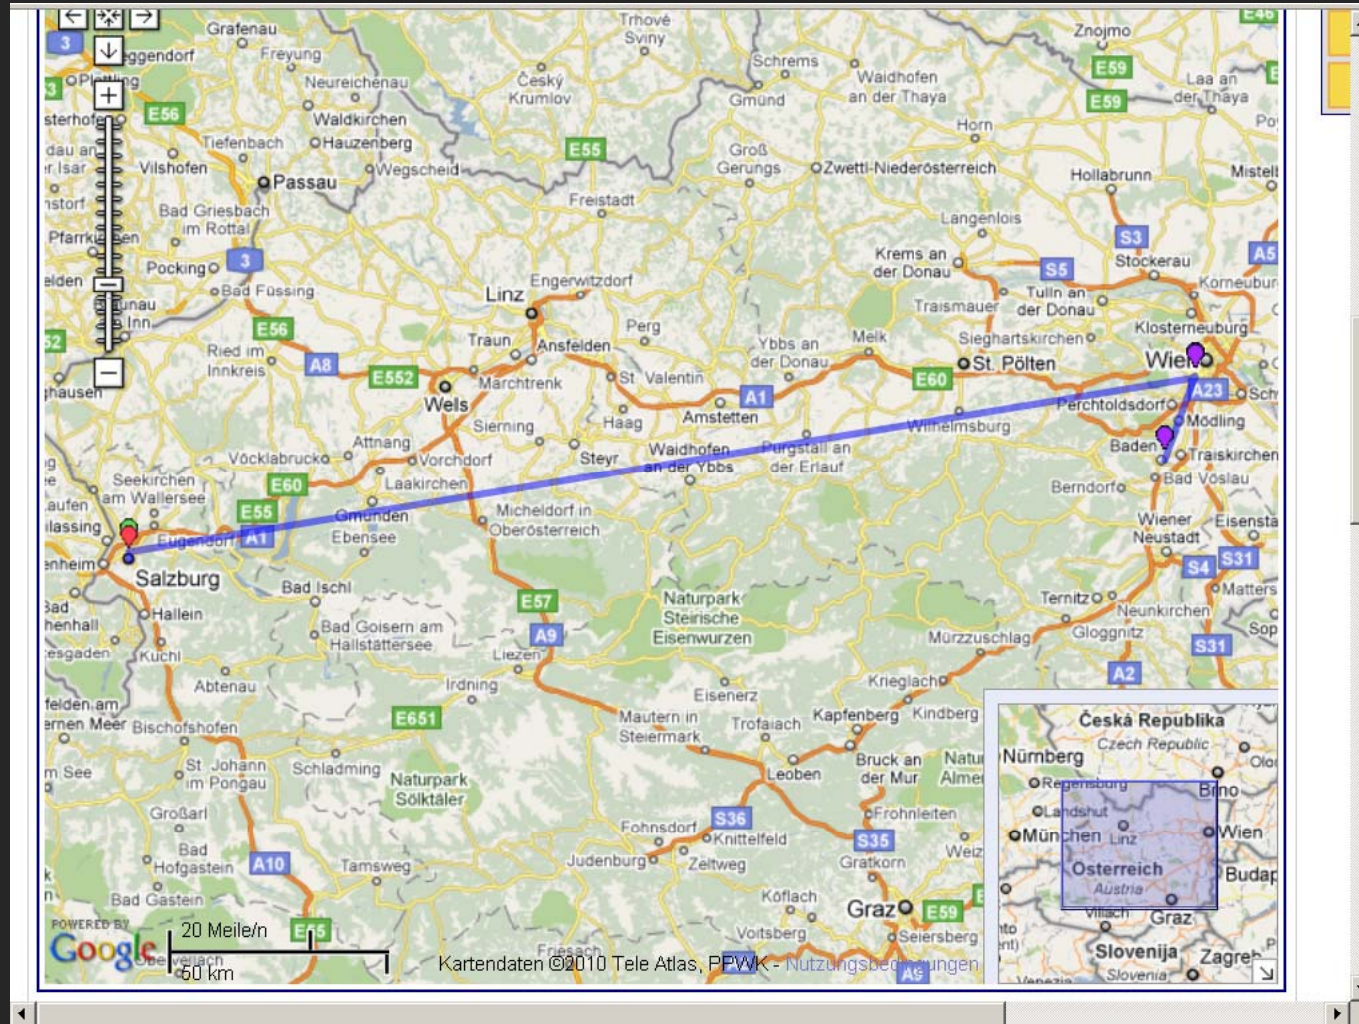 Grafenau
Freyung
Trhové
Sviny
Znojmo
E46
3
eggendorf
Neureichenau
Český
Krumlov
Schrems
Gmünd
Waidhofen
an der Thaya
E59
Laa an
der Thaya
E59
E56
Waldkirchen
Hauzenberg
Tiefenbach
Vilshofen
Wegscheid
E55
Horn
Groß
Gerungs
Zwettl-Niederösterreich
Passau
Hollabrunn
Freistadt
Bad Griesbach
im Rottal
Langenlois
S3
A5
3
Pocking
Krems an
der Donau
S5
Stockerau
Bad Füssing
Linz
Engerwitzdorf
Traismauer
Tulln an
der Donau
Inn
E56
Perg
Klosterneuburg
52
Traun
Ansfelden
Ybbs an
der Donau
Melk
Sieghartskirchen
Ried im
Innkreis
A8
E552
Marchtrenk
St. Valentin
E60
St. Pölten
Wels
A1
A23
Haag
Amstetten
Perchtoldsdorf
Sierning
Wilhelmsburg
Mödling
Attnang
Steyr
Waidhofen
an der Ybbs
Purgstall an
der Erlauf
Baden
Traiskirchen
Vöcklabruck
Vorchdorf
Laakirchen
Seekirchen
am Wallersee
E60
Berndorf
Bad Vöslau
E55
Gmunden
Micheldorf in
Oberösterreich
Wiener
Neustadt
Eugendorf
A1
Ebensee
S4
S31
Salzburg
Bad Ischl
Hallein
E57
Naturpark
Steirische
Eisenwurzen
Ternitz
Neunkirchen
Bad Goisern am
Hallstättersee
A9
Mürzzuschlag
Gloggnitz
S31
Kuchl
Liezen
A2
Abtenau
Irdning
Eisenerz
Krieglach
Bischofshofen
E651
Mautern in
Steiermark
Trofaiach
Kapfenberg
Kindberg
St Johann
im Pongau
Schladming
Naturpark
Sölktäler
Leoben
Bruck an
der Mur
Großarl
S36
Frohnleiten
Fohnsdorf
Knittelfeld
S35
Bad
Hofgastein
A10
Tamsweg
Judenburg
Zeltweg
Gratkorn
Bad Gastein
Köflach
Graz
E59
Voitsberg
Seiersberg
Friesach
A9
Česká Republika
Czech Republic
Nürnberg
Regensburg
Brno
Landshut
München
Linz
Wien
Österreich
Austria
Villach
Graz
Slovenija
Slovenia
POWERED BY
Google
20 Meile/n
50 km
Kartendaten ©2010 Tele Atlas, PPWK - Nutzungsbedingungen